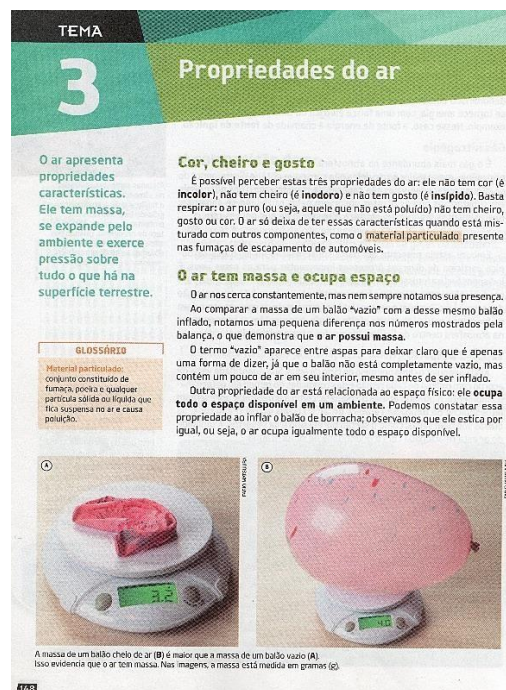 TEMA
3
Propriedades do ar
O ar apresenta
propriedades
características.
Ele tem massa,
se expande pelo
ambiente e exerce
pressão sobre
tudo o que há na
superfície terrestre.
Cor, cheiro e gosto
É possível perceber estas três propriedades do ar: ele não tem cor (é
incolor), não tem cheiro (é inodoro) e não tem gosto (é insípido). Basta
respirar: o ar puro (ou seja, aquele que não está poluído) não tem cheiro,
gosto ou cor. O ar só deixa de ter essas características quando está mis-
turado com outros componentes, como o material particulado presente
nas fumaças de escapamento de automóveis.
O ar tem massa e ocupa espaço
O ar nos cerca constantemente, mas nem sempre notamos sua presença.
Ao comparar a massa de um balão "vazio" com a desse mesmo balão
inflado, notamos uma pequena diferença nos números mostrados pela
balança, o que demonstra que o ar possui massa.
O termo "vazio" aparece entre aspas para deixar claro que é apenas
uma forma de dizer, já que o balão não está completamente vazio, mas
contém um pouco de ar em seu interior, mesmo antes de ser inflado.
Outra propriedade do ar está relacionada ao espaço físico: ele ocupa
todo o espaço disponível em um ambiente. Podemos constatar essa
propriedade ao inflar o balão de borracha; observamos que ele estica por
igual, ou seja, o ar ocupa igualmente todo o espaço disponível.
GLOSSÁRIO
Material particulado:
conjunto constituído de
fumaça, poeira e qualquer
partícula sólida ou líquida que
fica suspensa no ar e causa
poluição.
A
3.2
B
4.0
A massa de um balão cheio de ar (B) é maior que a massa de um balão vazio (A).
Isso evidencia que o ar tem massa. Nas imagens, a massa está medida em gramas (g).
168